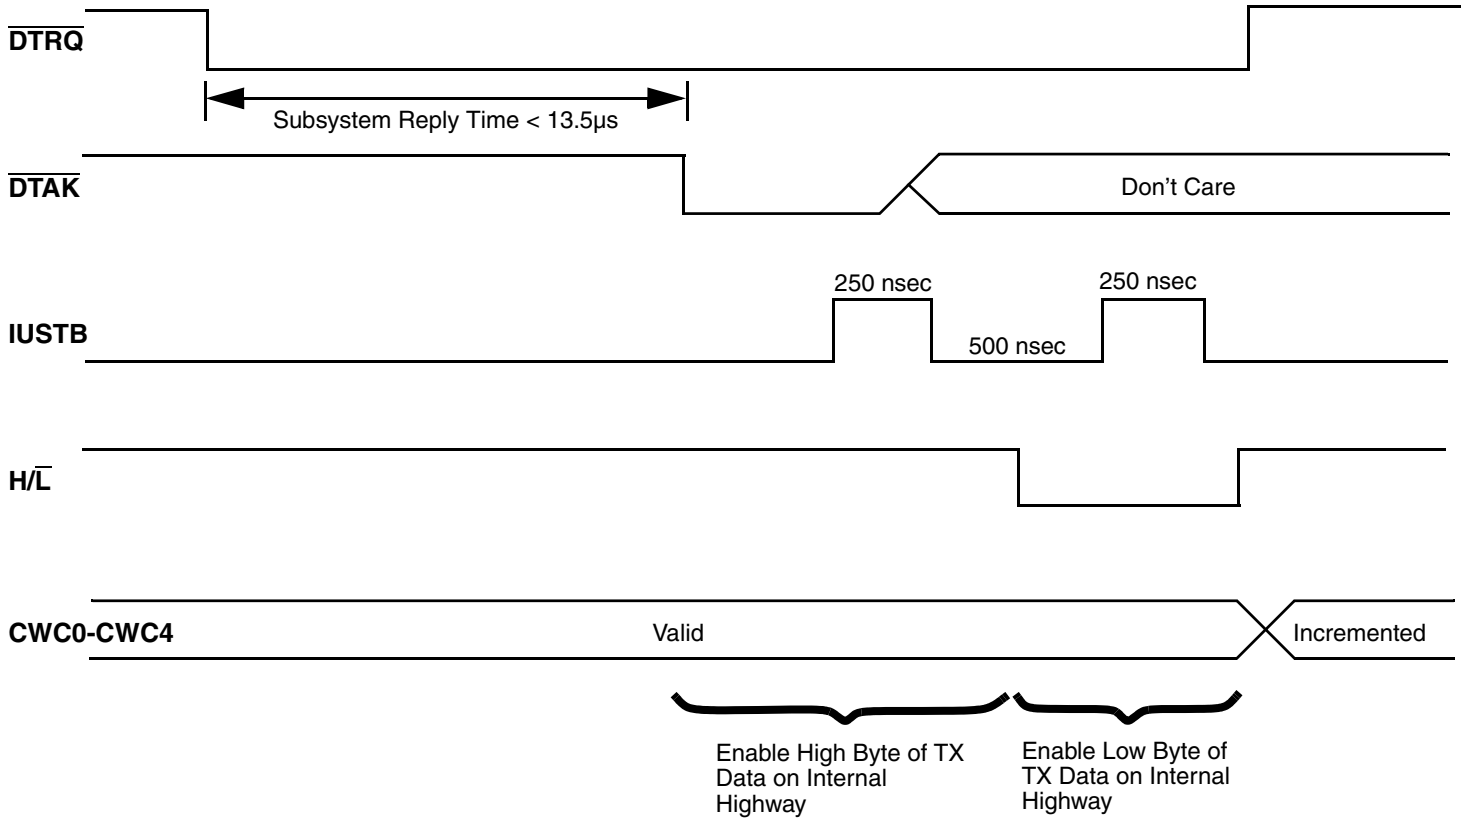 DTRQ
Subsystem Reply Time < 13.5µs
DTAK
Don't Care
250 nsec
250 nsec
IUSTB
500 nsec
H/L
CWC0-CWC4
Valid
Incremented
Enable High Byte of TX
Data on Internal
Highway
Enable Low Byte of
TX Data on Internal
Highway